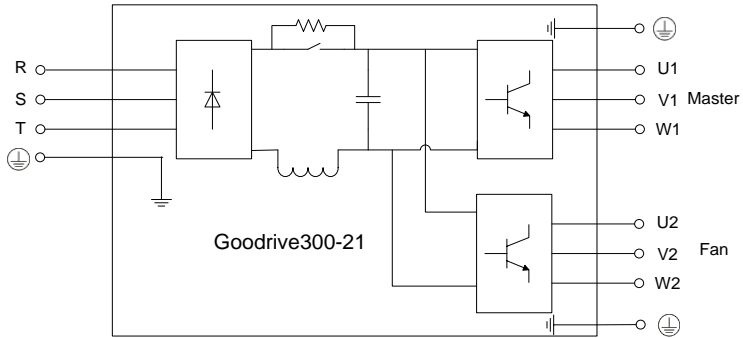 R
S
T
U1
V1 Master
W1
Goodrive300-21
U2
V2 Fan
W2